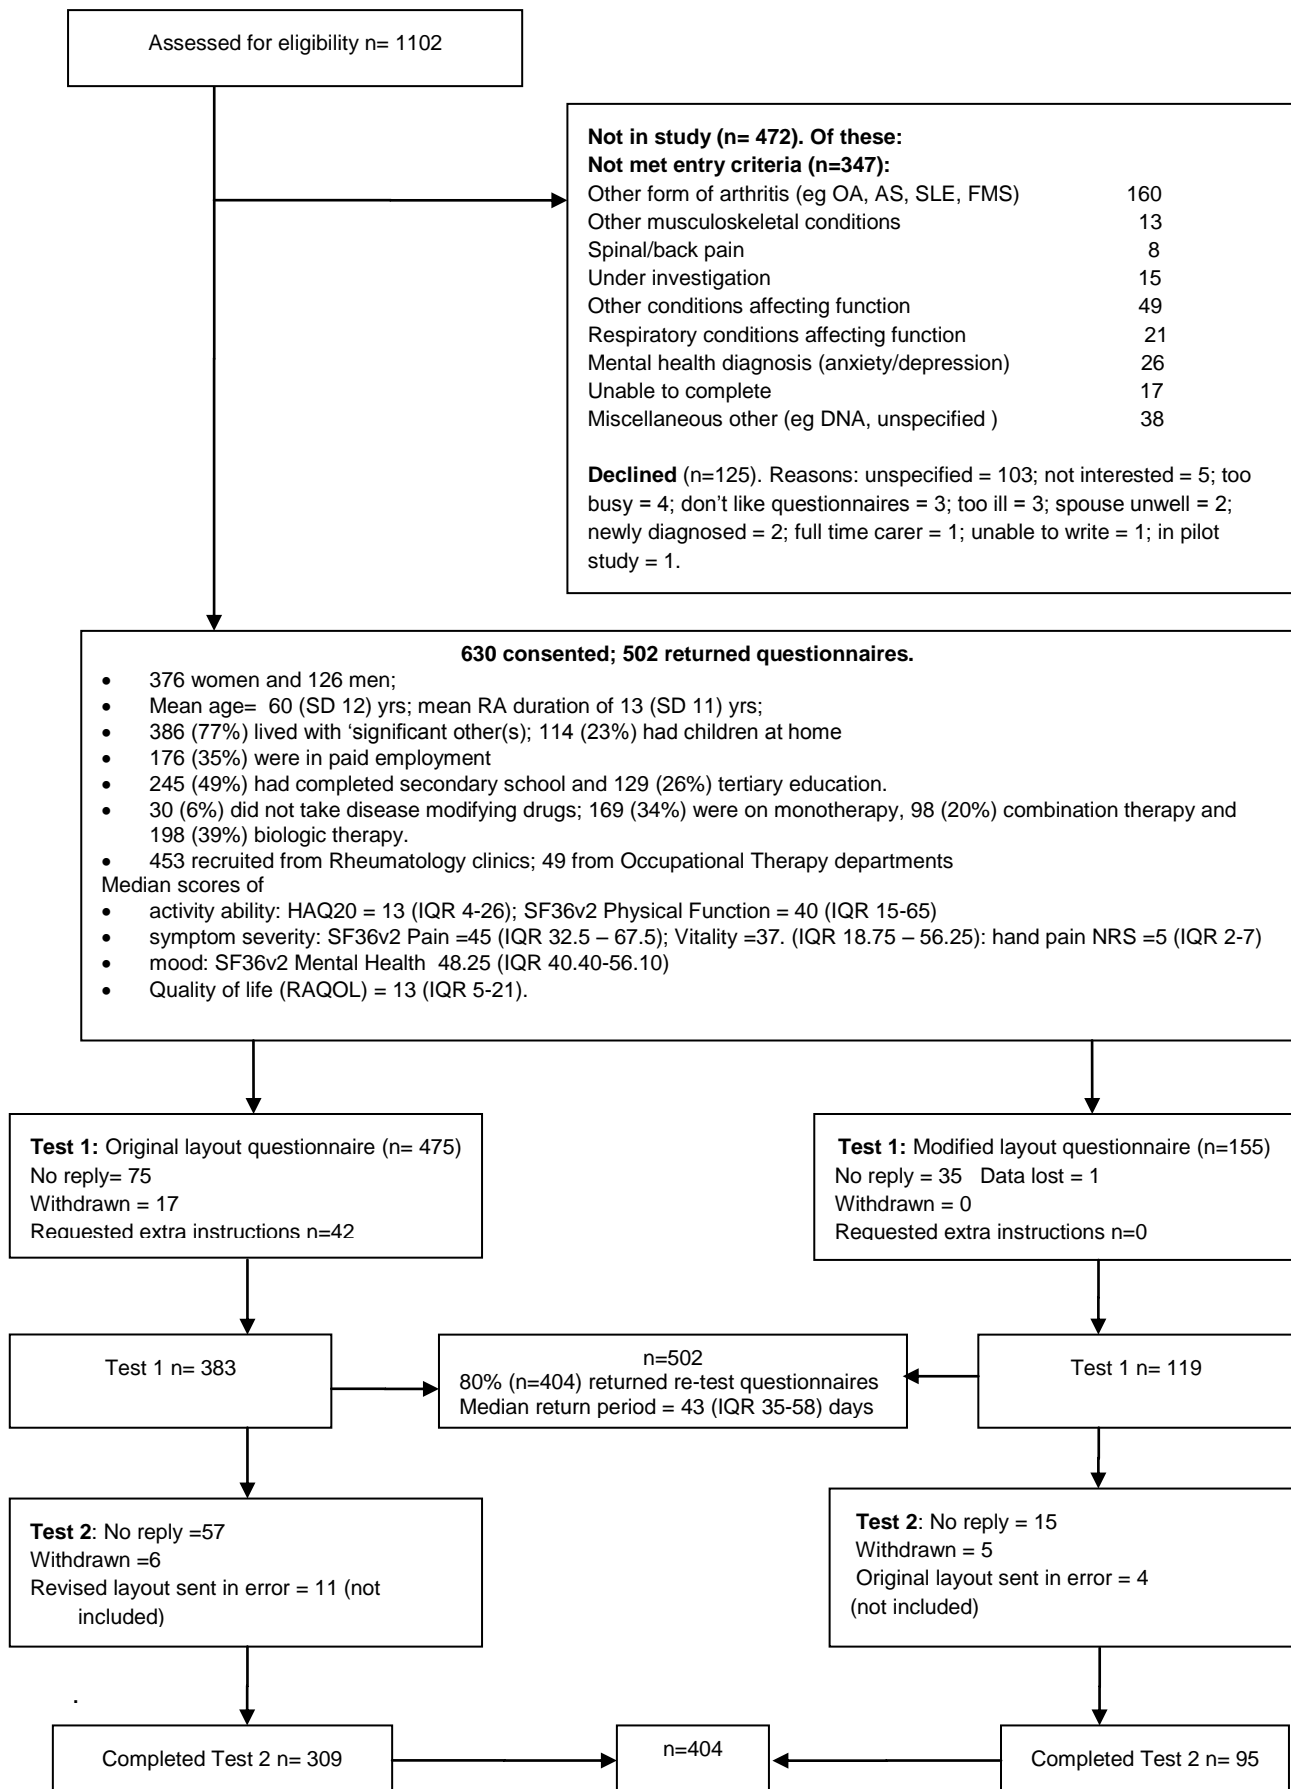 Assessed for eligibility n= 1102
Not in study (n= 472). Of these:
Not met entry criteria (n=347):
Other form of arthritis (eg OA, AS, SLE, FMS) 160
Other musculoskeletal conditions 13
Spinal/back pain 8
Under investigation 15
Other conditions affecting function 49
Respiratory conditions affecting function 21
Mental health diagnosis (anxiety/depression) 26
Unable to complete 17
Miscellaneous other (eg DNA, unspecified ) 38
Declined (n=125). Reasons: unspecified = 103; not interested = 5; too
busy = 4; don’t like questionnaires = 3; too ill = 3; spouse unwell = 2;
newly diagnosed = 2; full time carer = 1; unable to write = 1; in pilot
study = 1.
630 consented; 502 returned questionnaires.
• 376 women and 126 men;
• Mean age= 60 (SD 12) yrs; mean RA duration of 13 (SD 11) yrs;
• 386 (77%) lived with ‘significant other(s); 114 (23%) had children at home
• 176 (35%) were in paid employment
• 245 (49%) had completed secondary school and 129 (26%) tertiary education.
• 30 (6%) did not take disease modifying drugs; 169 (34%) were on monotherapy, 98 (20%) combination therapy and
198 (39%) biologic therapy.
• 453 recruited from Rheumatology clinics; 49 from Occupational Therapy departments
Median scores of
• activity ability: HAQ20 = 13 (IQR 4-26); SF36v2 Physical Function = 40 (IQR 15-65)
• symptom severity: SF36v2 Pain =45 (IQR 32.5 – 67.5); Vitality =37. (IQR 18.75 – 56.25): hand pain NRS =5 (IQR 2-7)
• mood: SF36v2 Mental Health 48.25 (IQR 40.40-56.10)
• Quality of life (RAQOL) = 13 (IQR 5-21).
Test 1: Original layout questionnaire (n= 475)
No reply= 75
Withdrawn = 17
Requested extra instructions n=42
Test 1: Modified layout questionnaire (n=155)
No reply = 35 Data lost = 1
Withdrawn = 0
Requested extra instructions n=0
Test 1 n= 383
n=502
80% (n=404) returned re-test questionnaires
Median return period = 43 (IQR 35-58) days
Test 1 n= 119
Test 2: No reply =57
Withdrawn =6
Revised layout sent in error = 11 (not
included)
Test 2: No reply = 15
Withdrawn = 5
Original layout sent in error = 4
(not included)
.
Completed Test 2 n= 309
n=404
Completed Test 2 n= 95